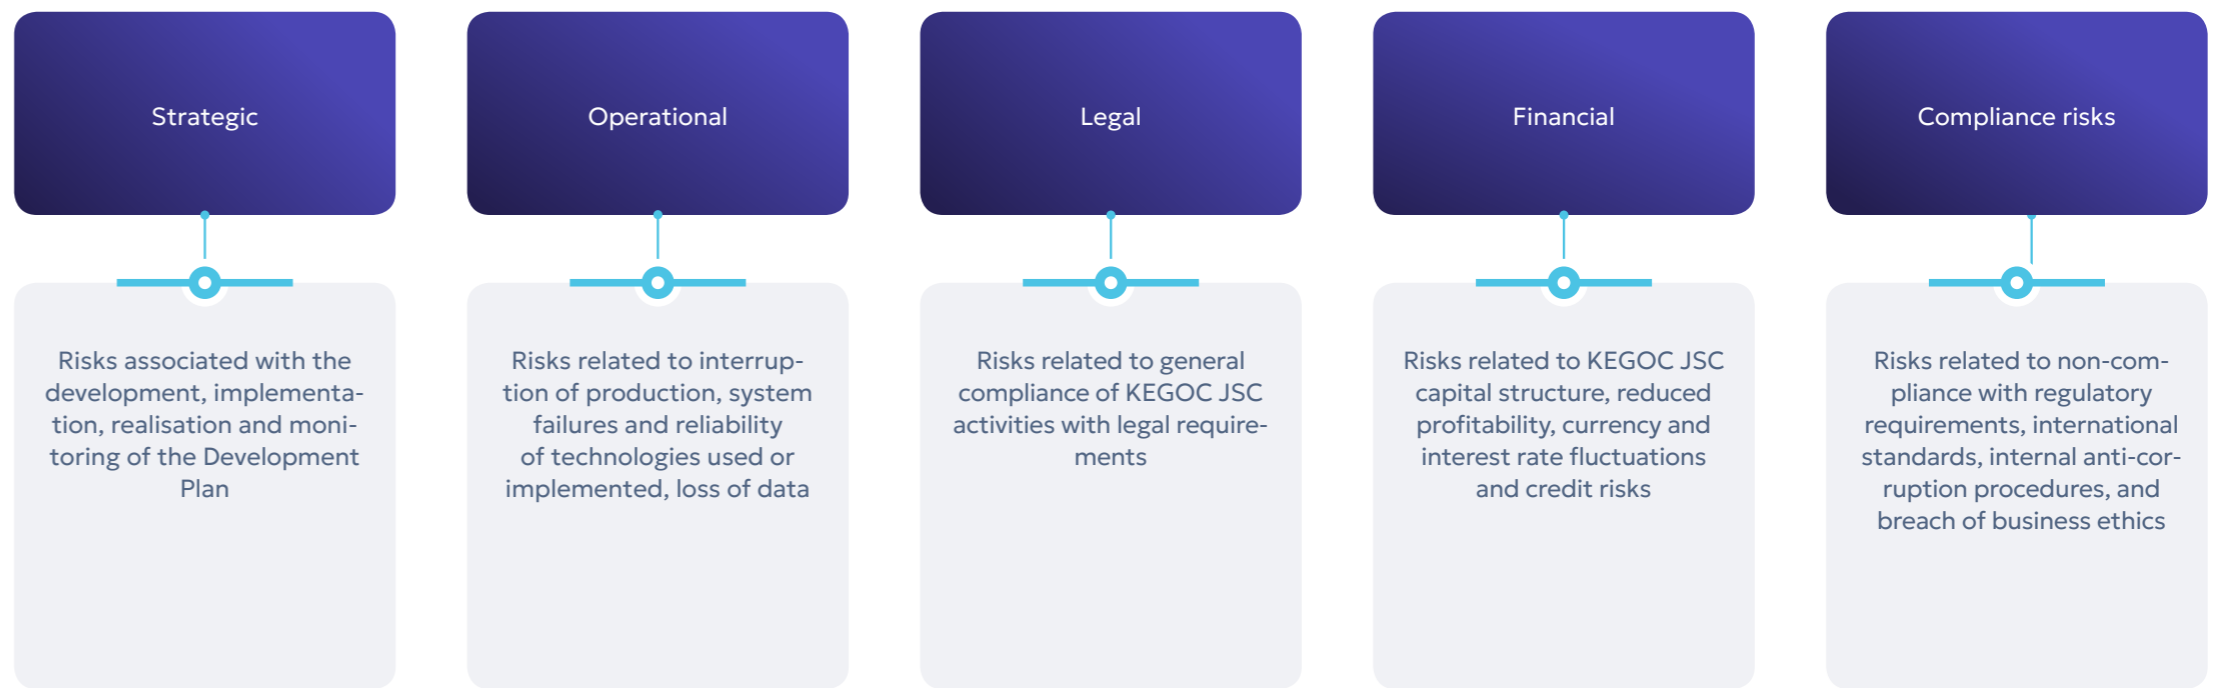 Strategic
Risks associated with the
development, implementa-
tion, realisation and moni-
toring of the Development
Plan
Operational
Risks related to interrup-
tion of production, system
failures and reliability
of technologies used or
implemented, loss of data
Legal
Risks related to general
compliance of KEGOC JSC
activities with legal require-
ments
Financial
Risks related to KEGOC JSC
capital structure, reduced
profitability, currency and
interest rate fluctuations
and credit risks
Compliance risks
Risks related to non-com-
pliance with regulatory
requirements, international
standards, internal anti-cor-
ruption procedures, and
breach of business ethics